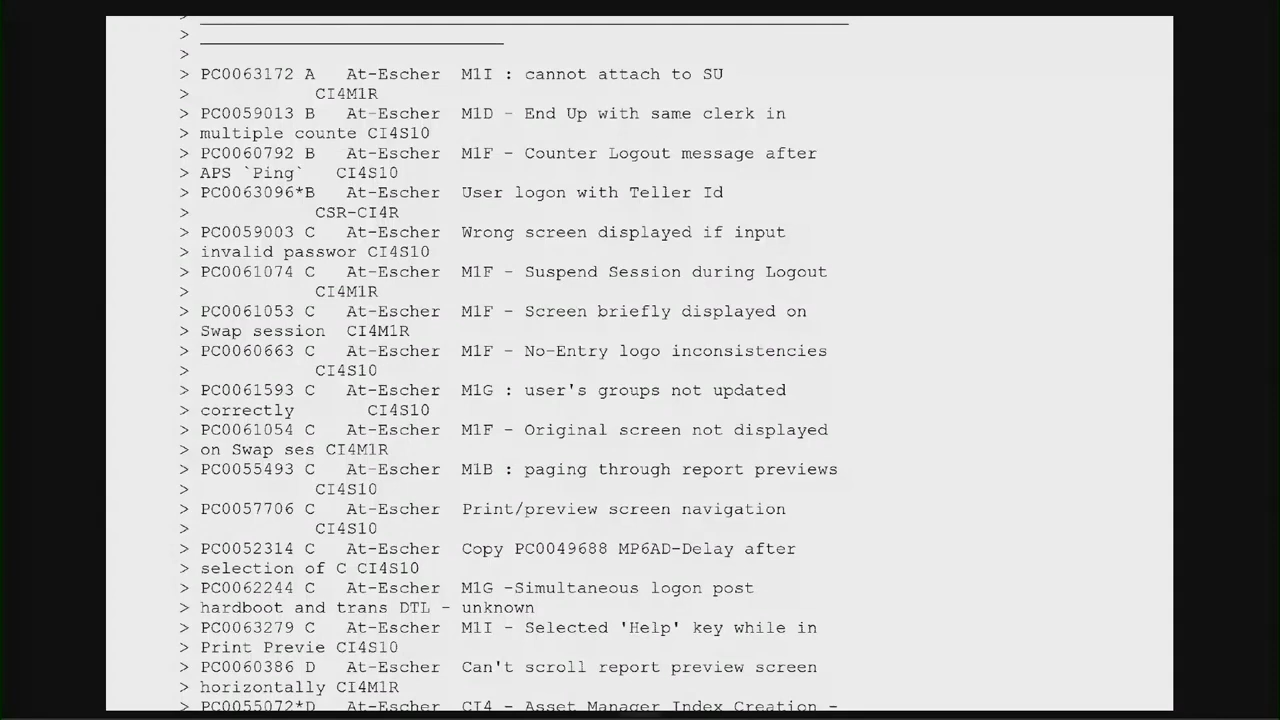 >
>
>
> PC0063172 A   At-Escher  M1I : cannot attach to SU
>            CI4M1R
> PC0059013 B   At-Escher  M1D - End Up with same clerk in
> multiple counte CI4S10
> PC0060792 B   At-Escher  M1F - Counter Logout message after
> APS `Ping`   CI4S10
> PC0063096*B   At-Escher  User logon with Teller Id
>            CSR-CI4R
> PC0059003 C   At-Escher  Wrong screen displayed if input
> invalid passwor CI4S10
> PC0061074 C   At-Escher  M1F - Suspend Session during Logout
>            CI4M1R
> PC0061053 C   At-Escher  M1F - Screen briefly displayed on
> Swap session  CI4M1R
> PC0060663 C   At-Escher  M1F - No-Entry logo inconsistencies
>            CI4S10
> PC0061593 C   At-Escher  M1G : user's groups not updated
> correctly       CI4S10
> PC0061054 C   At-Escher  M1F - Original screen not displayed
> on Swap ses CI4M1R
> PC0055493 C   At-Escher  M1B : paging through report previews
>            CI4S10
> PC0057706 C   At-Escher  Print/preview screen navigation
>            CI4S10
> PC0052314 C   At-Escher  Copy PC0049688 MP6AD-Delay after
> selection of C CI4S10
> PC0062244 C   At-Escher  M1G -Simultaneous logon post
> hardboot and trans DTL - unknown
> PC0063279 C   At-Escher  M1I - Selected 'Help' key while in
> Print Previe CI4S10
> PC0060386 D   At-Escher  Can't scroll report preview screen
> horizontally CI4M1R
> PC0055072*D   At-Escher  CI4 - Asset Manager Index Creation -